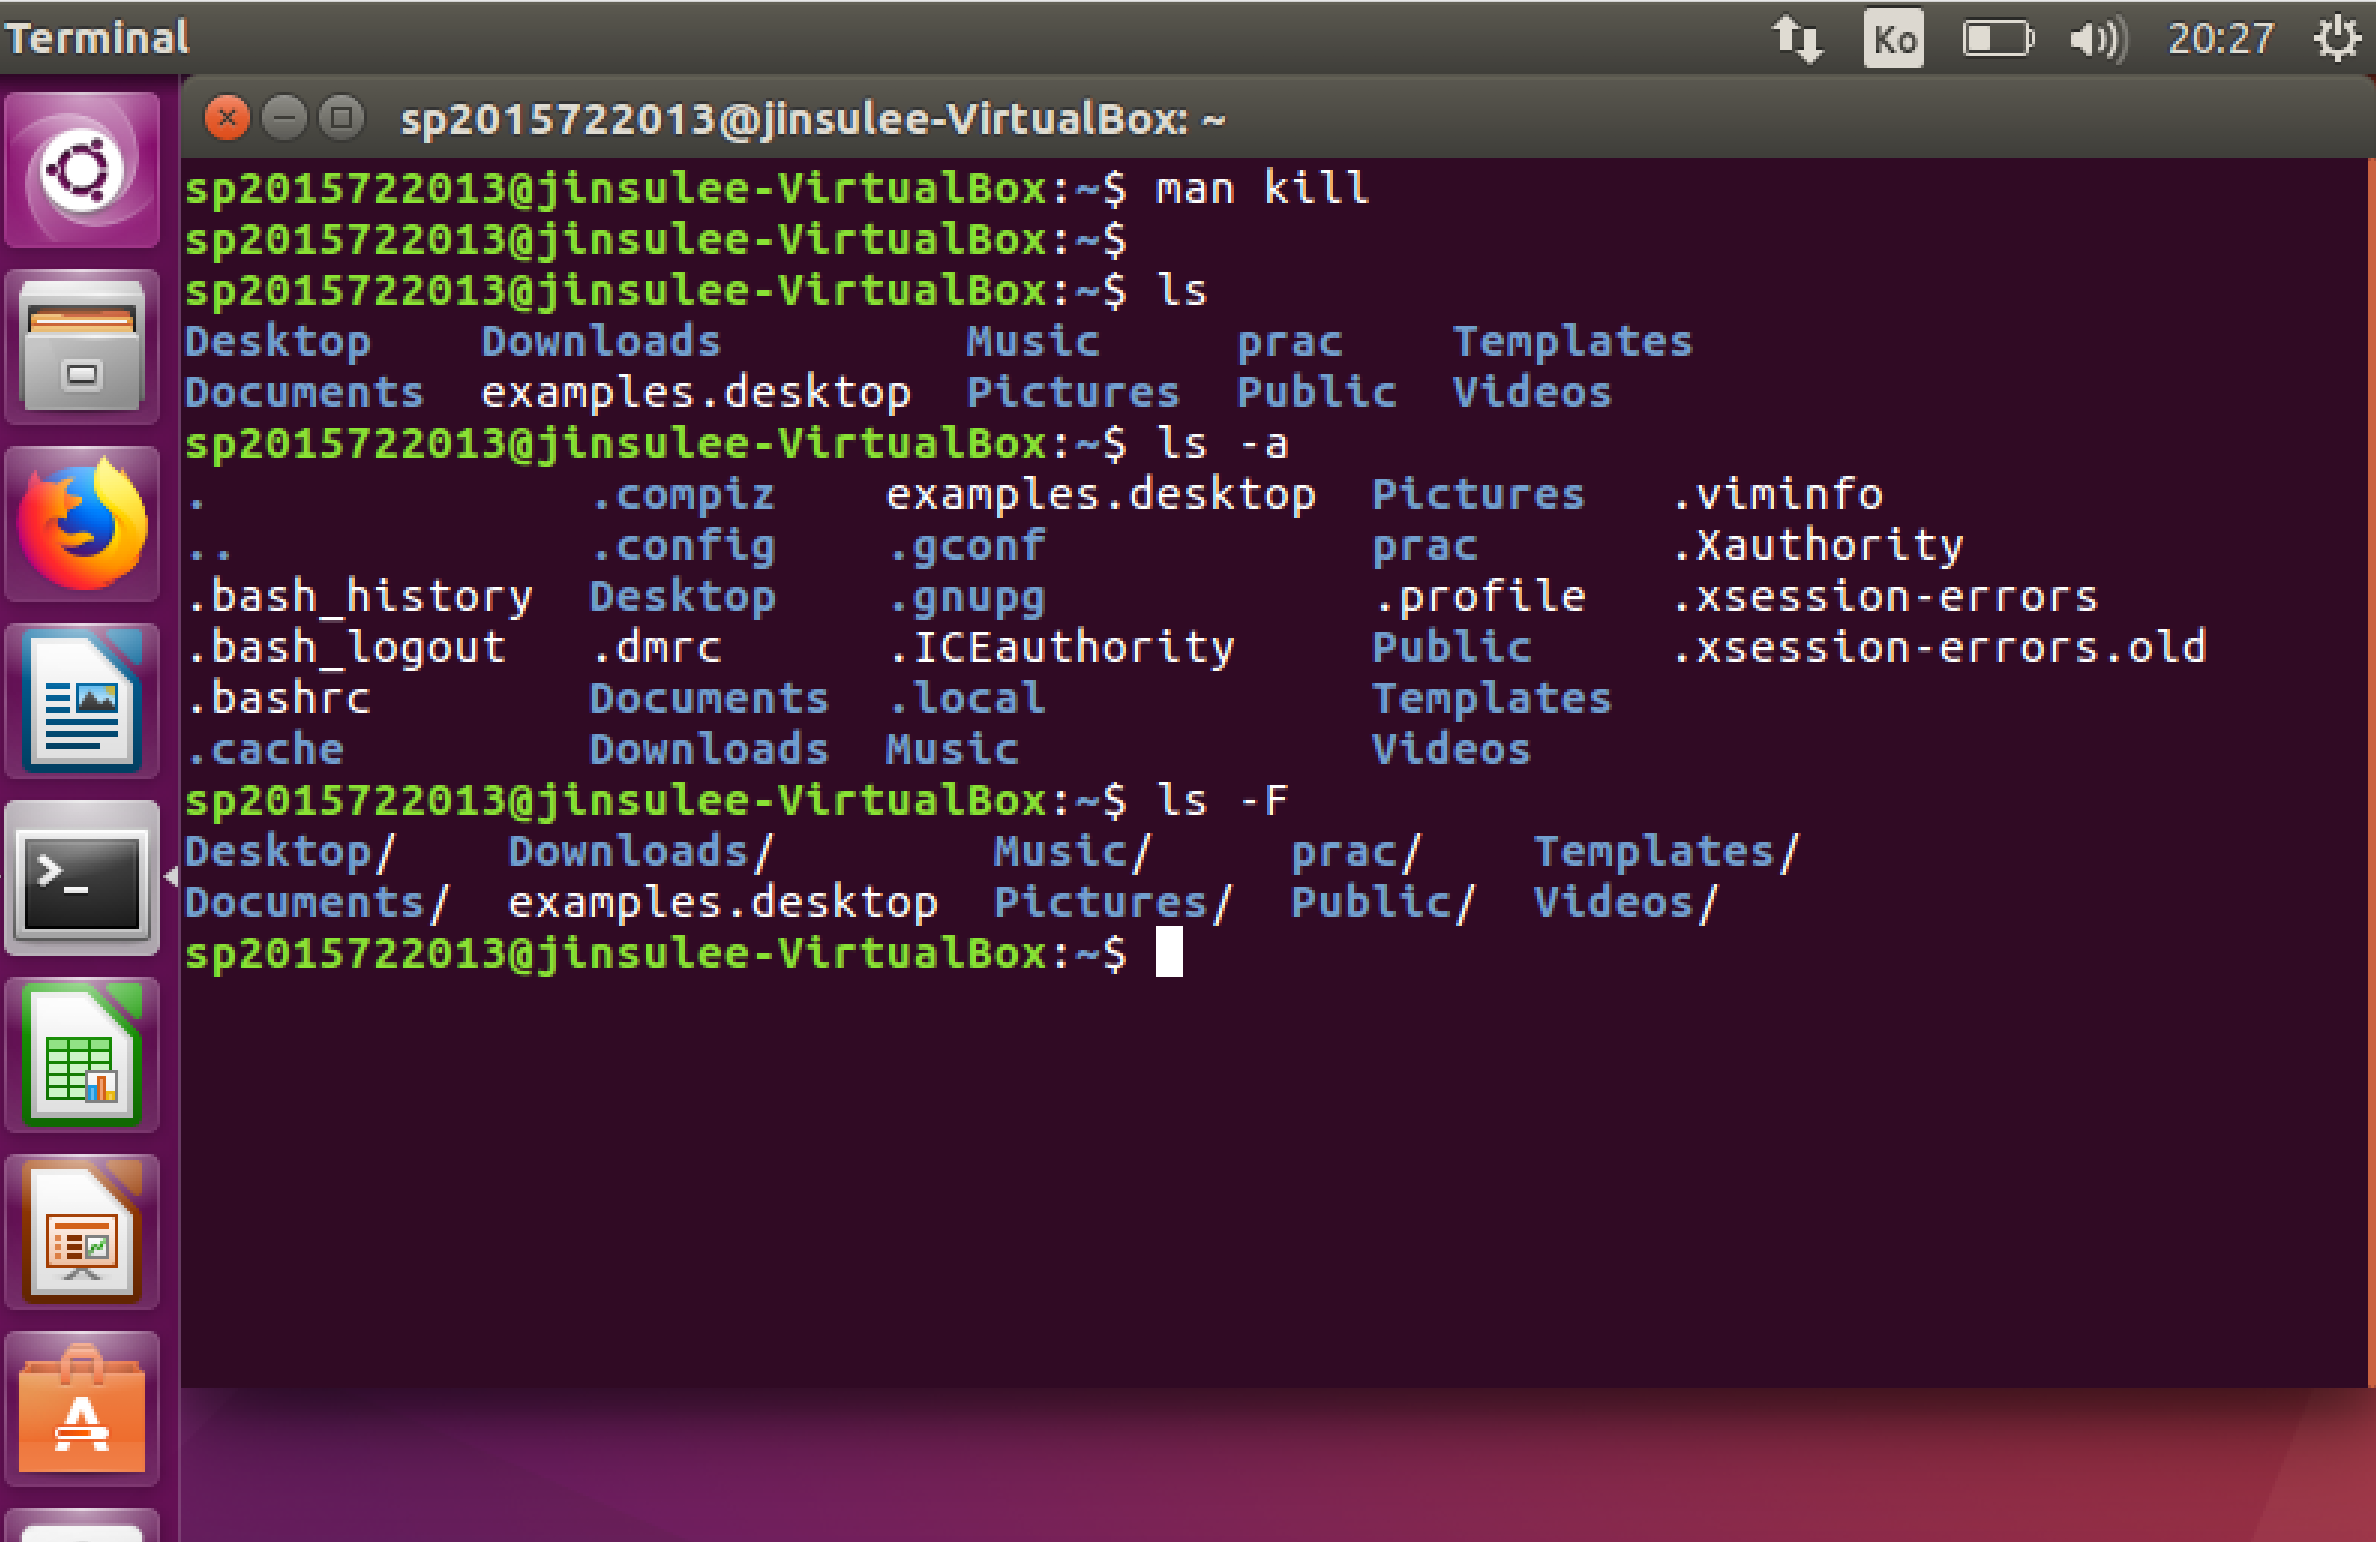 Terminal Ko 20:27
sp2015722013@jinsulee-VirtualBox: ~
sp2015722013@jinsulee-VirtualBox:~$ man kill
sp2015722013@jinsulee-VirtualBox:~$
sp2015722013@jinsulee-VirtualBox:~$ ls
Desktop Downloads Music prac Templates
Documents examples.desktop Pictures Public Videos
sp2015722013@jinsulee-VirtualBox:~$ ls -a
. .compiz examples.desktop Pictures .viminfo
.. .config .gconf prac .Xauthority
.bash_history Desktop .gnupg .profile .xsession-errors
.bash_logout .dmrc .ICEauthority Public .xsession-errors.old
.bashrc Documents .local Templates
.cache Downloads Music Videos
sp2015722013@jinsulee-VirtualBox:~$ ls -F
Desktop/ Downloads/ Music/ prac/ Templates/
Documents/ examples.desktop Pictures/ Public/ Videos/
sp2015722013@jinsulee-VirtualBox:~$